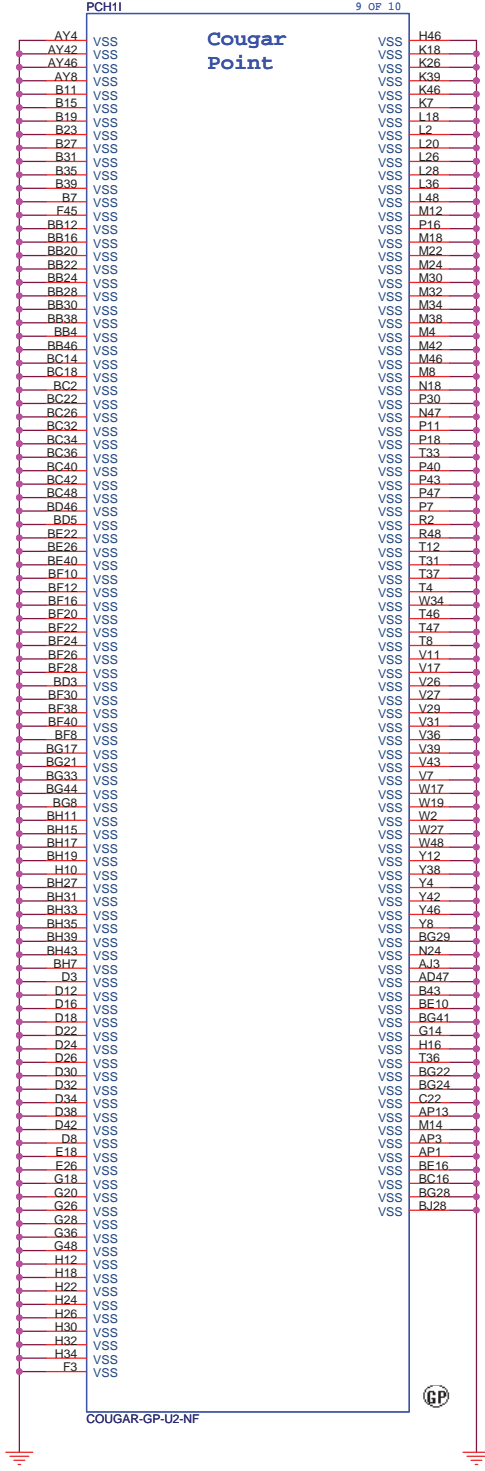 PCH1I 9 OF 10
Cougar
Point
AY4 VSS VSS H46
AY42 VSS VSS K18
AY46 VSS VSS K26
AY8 VSS VSS K39
B11 VSS VSS K46
B15 VSS VSS K7
B19 VSS VSS L18
B23 VSS VSS L2
B27 VSS VSS L20
B31 VSS VSS L26
B35 VSS VSS L28
B39 VSS VSS L36
B7 VSS VSS L48
F45 VSS VSS M12
BB12 VSS VSS P16
BB16 VSS VSS M18
BB20 VSS VSS M22
BB22 VSS VSS M24
BB24 VSS VSS M30
BB28 VSS VSS M32
BB30 VSS VSS M34
BB38 VSS VSS M38
BB4 VSS VSS M4
BB46 VSS VSS M42
BC14 VSS VSS M46
BC18 VSS VSS M8
BC2 VSS VSS N18
BC22 VSS VSS P30
BC26 VSS VSS N47
BC32 VSS VSS P11
BC34 VSS VSS P18
BC36 VSS VSS T33
BC40 VSS VSS P40
BC42 VSS VSS P43
BC48 VSS VSS P47
BD46 VSS VSS P7
BD5 VSS VSS R2
BE22 VSS VSS R48
BE26 VSS VSS T12
BE40 VSS VSS T31
BF10 VSS VSS T37
BF12 VSS VSS T4
BF16 VSS VSS W34
BF20 VSS VSS T46
BF22 VSS VSS T47
BF24 VSS VSS T8
BF26 VSS VSS V11
BF28 VSS VSS V17
BD3 VSS VSS V26
BF30 VSS VSS V27
BF38 VSS VSS V29
BF40 VSS VSS V31
BF8 VSS VSS V36
BG17 VSS VSS V39
BG21 VSS VSS V43
BG33 VSS VSS V7
BG44 VSS VSS W17
BG8 VSS VSS W19
BH11 VSS VSS W2
BH15 VSS VSS W27
BH17 VSS VSS W48
BH19 VSS VSS Y12
H10 VSS VSS Y38
BH27 VSS VSS Y4
BH31 VSS VSS Y42
BH33 VSS VSS Y46
BH35 VSS VSS Y8
BH39 VSS VSS BG29
BH43 VSS VSS N24
BH7 VSS VSS AJ3
D3 VSS VSS AD47
D12 VSS VSS B43
D16 VSS VSS BE10
D18 VSS VSS BG41
D22 VSS VSS G14
D24 VSS VSS H16
D26 VSS VSS T36
D30 VSS VSS BG22
D32 VSS VSS BG24
D34 VSS VSS C22
D38 VSS VSS AP13
D42 VSS VSS M14
D8 VSS VSS AP3
E18 VSS VSS AP1
E26 VSS VSS BE16
G18 VSS VSS BC16
G20 VSS VSS BG28
G26 VSS VSS BJ28
G28 VSS
G36 VSS
G48 VSS
H12 VSS
H18 VSS
H22 VSS
H24 VSS
H26 VSS
H30 VSS
H32 VSS
H34 VSS
F3 VSS
GP
COUGAR-GP-U2-NF